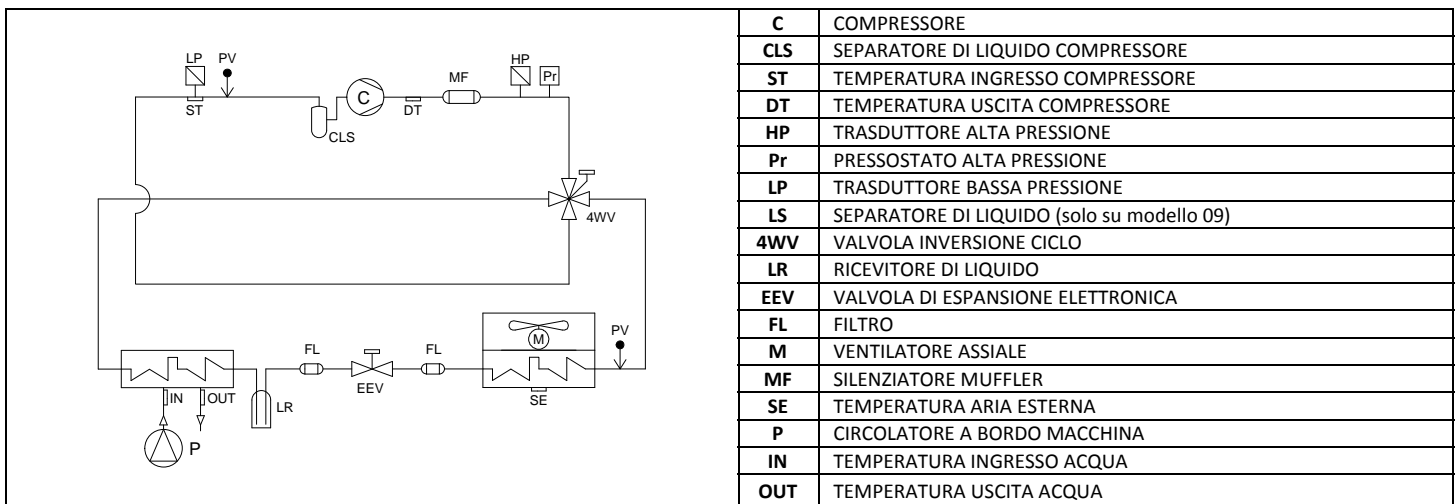 LP PV HP
MF Pr
C
ST DT
CLS
4WV
PV
M
FL FL
EEV
SE
IN OUT LR
P
C COMPRESSORE
CLS SEPARATORE DI LIQUIDO COMPRESSORE
ST TEMPERATURA INGRESSO COMPRESSORE
DT TEMPERATURA USCITA COMPRESSORE
HP TRASDUTTORE ALTA PRESSIONE
Pr PRESSOSTATO ALTA PRESSIONE
LP TRASDUTTORE BASSA PRESSIONE
LS SEPARATORE DI LIQUIDO (solo su modello 09)
4WV VALVOLA INVERSIONE CICLO
LR RICEVITORE DI LIQUIDO
EEV VALVOLA DI ESPANSIONE ELETTRONICA
FL FILTRO
M VENTILATORE ASSIALE
MF SILENZIATORE MUFFLER
SE TEMPERATURA ARIA ESTERNA
P CIRCOLATORE A BORDO MACCHINA
IN TEMPERATURA INGRESSO ACQUA
OUT TEMPERATURA USCITA ACQUA